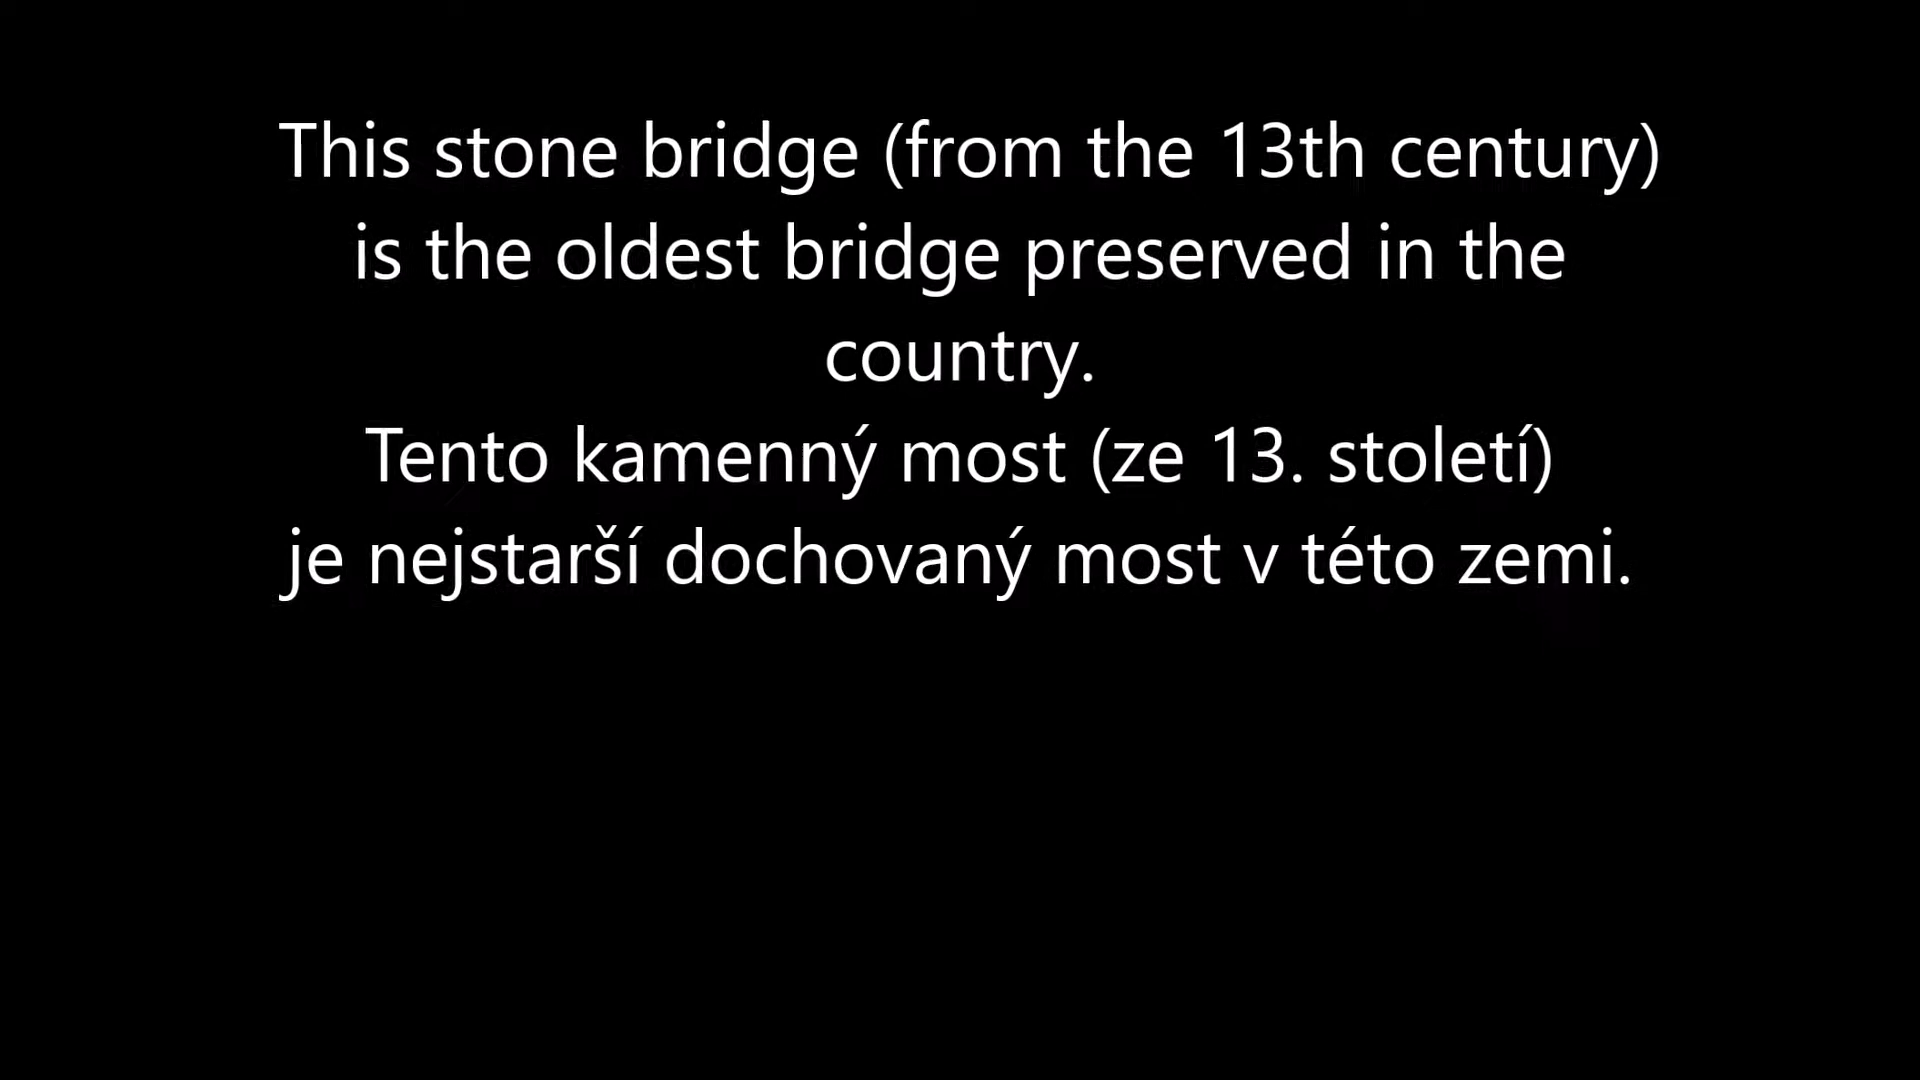 This stone bridge (from the 13th century)
is the oldest bridge preserved in the
country.
Tento kamenný most (ze 13. století)
je nejstarší dochovaný most v této zemi.